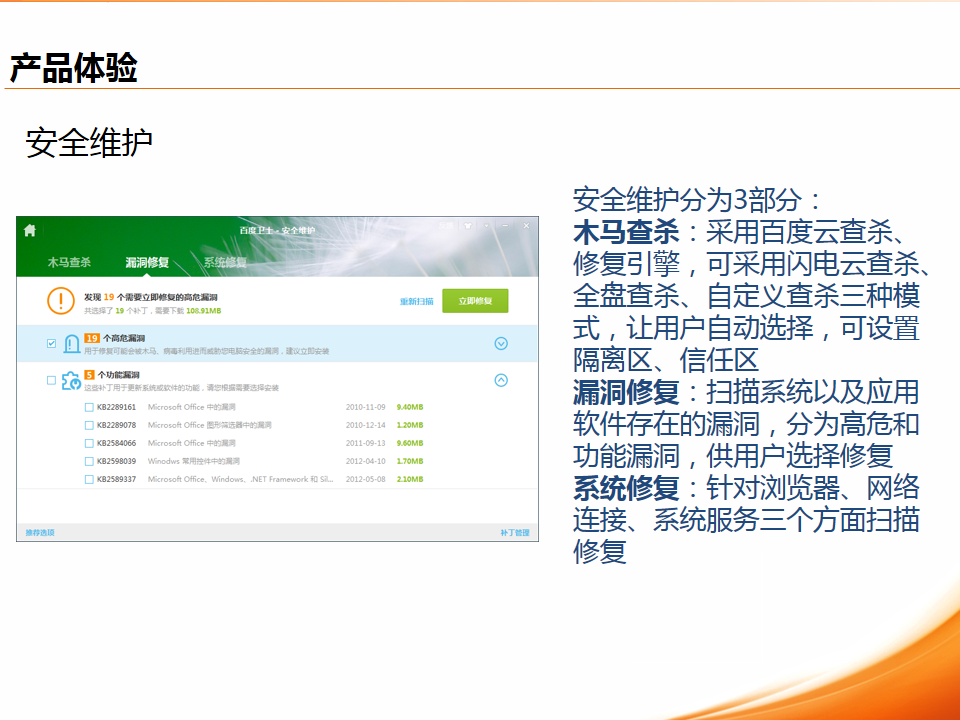 产品体验
安全维护
百度卫士 - 安全维护
木马查杀 漏洞修复 系统修复
发现 19 个需要立即修复的高危漏洞
共选择了 19 个补丁，需要下载 108.91MB
重新扫描
立即修复
19 个高危漏洞
用于修复可能会被木马、病毒利用进而威胁您电脑安全的漏洞，建议立即安装
5 个功能漏洞
这些补丁用于更新系统或软件的功能，请您根据需要选择安装
KB2289161 Microsoft Office 中的漏洞 2010-11-09 9.40MB
KB2289078 Microsoft Office 图形筛选器中的漏洞 2010-12-14 1.20MB
KB2584066 Microsoft Office 中的漏洞 2011-09-13 9.60MB
KB2598039 Winodws 常用控件中的漏洞 2012-04-10 1.70MB
KB2589337 Microsoft Office、Windows、.NET Framework 和 Sil... 2012-05-08 2.10MB
推荐选项
补丁管理
安全维护分为3部分：
木马查杀：采用百度云查杀、
修复引擎，可采用闪电云查杀、
全盘查杀、自定义查杀三种模
式，让用户自动选择，可设置
隔离区、信任区
漏洞修复：扫描系统以及应用
软件存在的漏洞，分为高危和
功能漏洞，供用户选择修复
系统修复：针对浏览器、网络
连接、系统服务三个方面扫描
修复